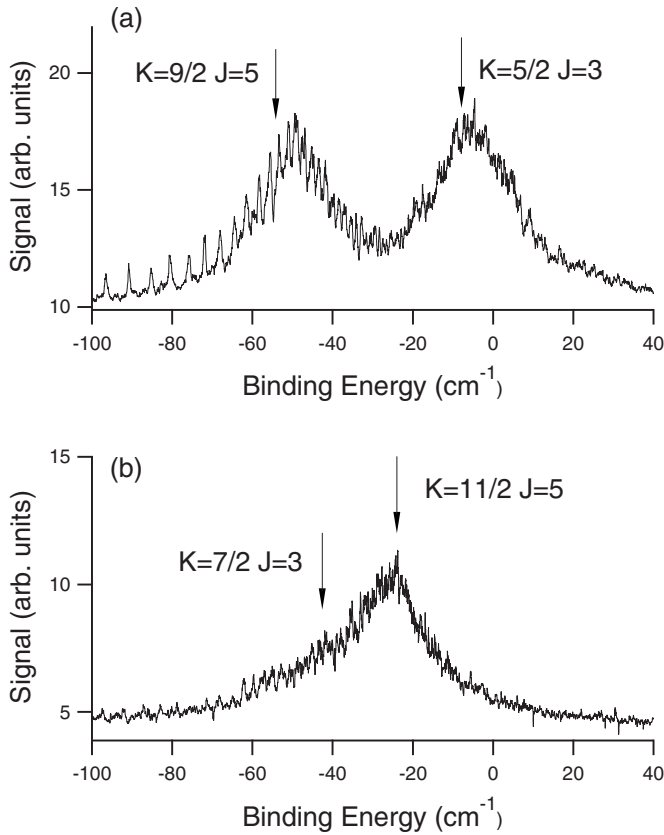 (a)
K=9/2 J=5
K=5/2 J=3
20
15
10
Signal (arb. units)
-100 -80 -60 -40 -20 0 20 40
Binding Energy (cm-1)
(b)
K=11/2 J=5
K=7/2 J=3
15
10
5
Signal (arb. units)
-100 -80 -60 -40 -20 0 20 40
Binding Energy (cm-1)